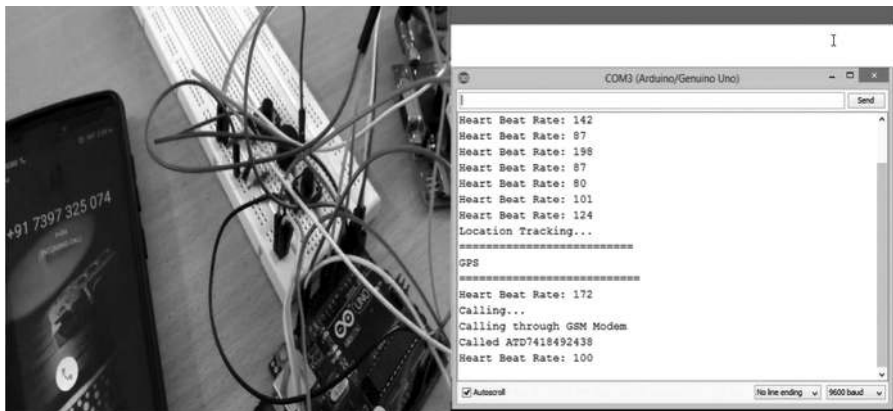 +91 7397 325 074
INCOMING CALL
UNO
COM3 (Arduino/Genuino Uno)
Send
Heart Beat Rate: 142
Heart Beat Rate: 87
Heart Beat Rate: 198
Heart Beat Rate: 87
Heart Beat Rate: 80
Heart Beat Rate: 101
Heart Beat Rate: 124
Location Tracking...
==========================
GPS
===========================
Heart Beat Rate: 172
Calling...
Calling through GSM Modem
Called ATD7418492438
Heart Beat Rate: 100
Autoscroll
No line ending
9600 baud